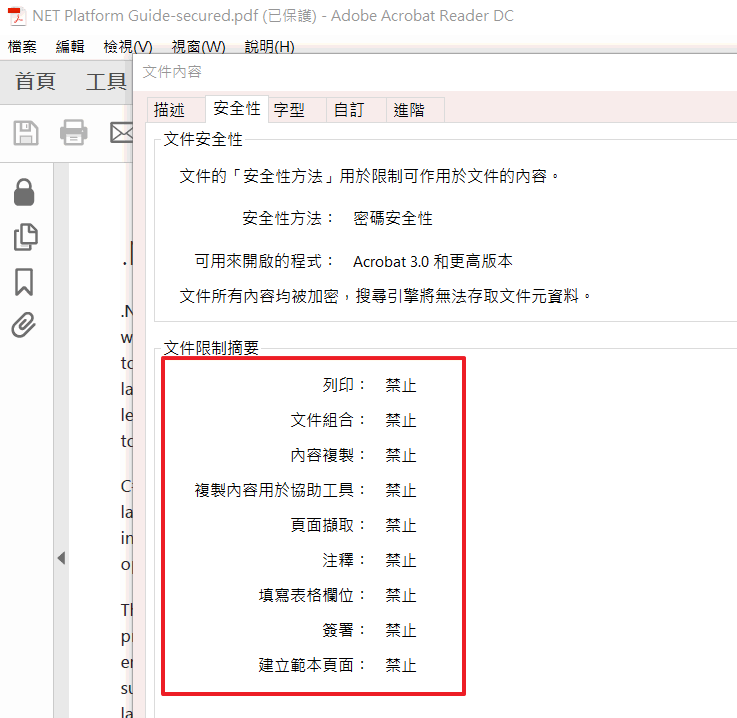 NET Platform Guide-secured.pdf (已保護) - Adobe Acrobat Reader DC
檔案 編輯 檢視(V) 視窗(W) 說明(H)
首頁 工具
文件內容
描述 安全性 字型 自訂 進階
文件安全性
文件的「安全性方法」用於限制可作用於文件的內容。
安全性方法： 密碼安全性
可用來開啟的程式： Acrobat 3.0 和更高版本
文件所有內容均被加密，搜尋引擎將無法存取文件元資料。
文件限制摘要
列印： 禁止
文件組合： 禁止
內容複製： 禁止
複製內容用於協助工具： 禁止
頁面擷取： 禁止
注釋： 禁止
填寫表格欄位： 禁止
簽署： 禁止
建立範本頁面： 禁止